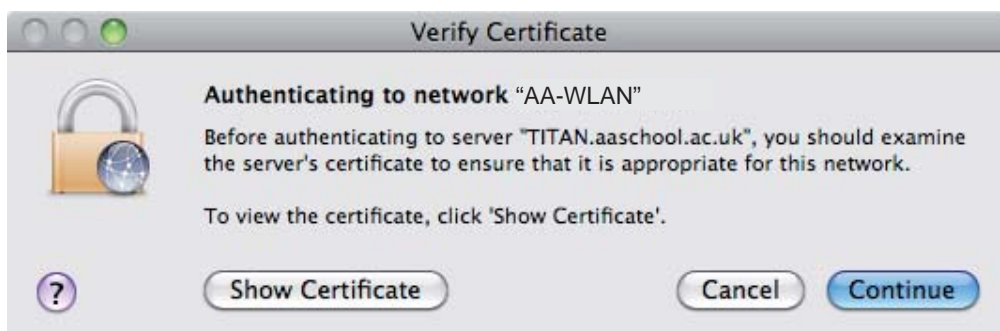 Verify Certificate
Authenticating to network “AA-WLAN”
Before authenticating to server "TITAN.aaschool.ac.uk", you should examine
the server's certificate to ensure that it is appropriate for this network.
To view the certificate, click 'Show Certificate'.
? Show Certificate Cancel Continue